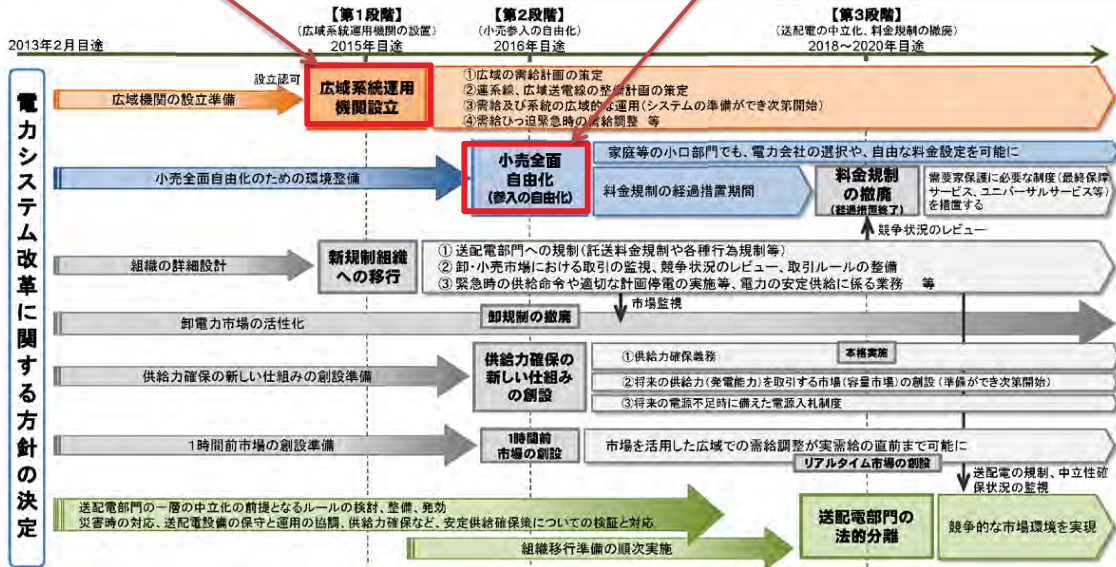 【第1段階】
(広域系統運用機関の設置)
2015年目途
【第2段階】
(小売参入の自由化)
2016年目途
【第3段階】
(送配電の中立化、料金規制の撤廃)
2018～2020年目途
2013年2月目途
電力システム改革に関する方針の決定
広域機関の設立準備
設立認可
広域系統運用
機関設立
①広域の需給計画の策定
②連系線、広域送電線の整備計画の策定
③需給及び系統の広域的な運用(システムの準備ができ次第開始)
④需給ひっ迫緊急時の需給調整 等
小売全面自由化のための環境整備
小売全面
自由化
(参入の自由化)
家庭等の小口部門でも、電力会社の選択や、自由な料金設定を可能に
料金規制の経過措置期間
料金規制
の撤廃
(経過措置終了)
需要家保護に必要な制度(最終保障
サービス、ユニバーサルサービス等)
を措置する
競争状況のレビュー
組織の詳細設計
新規制組織
への移行
① 送配電部門への規制(託送料金規制や各種行為規制等)
② 卸・小売市場における取引の監視、競争状況のレビュー、取引ルールの整備
③ 緊急時の供給命令や適切な計画停電の実施等、電力の安定供給に係る業務 等
市場監視
卸電力市場の活性化
卸規制の撤廃
供給力確保の新しい仕組みの創設準備
供給力確保の
新しい仕組み
の創設
①供給力確保義務
本格実施
②将来の供給力(発電能力)を取引する市場(容量市場)の創設(準備ができ次第開始)
③将来の電源不足時に備えた電源入札制度
1時間前市場の創設準備
1時間前
市場の創設
市場を活用した広域での需給調整が実需給の直前まで可能に
リアルタイム市場の創設
送配電の規制、中立性確
保状況の監視
送配電部門の一層の中立化の前提となるルールの検討、整備、発効
災害時の対応、送配電設備の保守と運用の協調、供給力確保など、安定供給確保策についての検証と対応
組織移行準備の順次実施
送配電部門の
法的分離
競争的な市場環境を実現